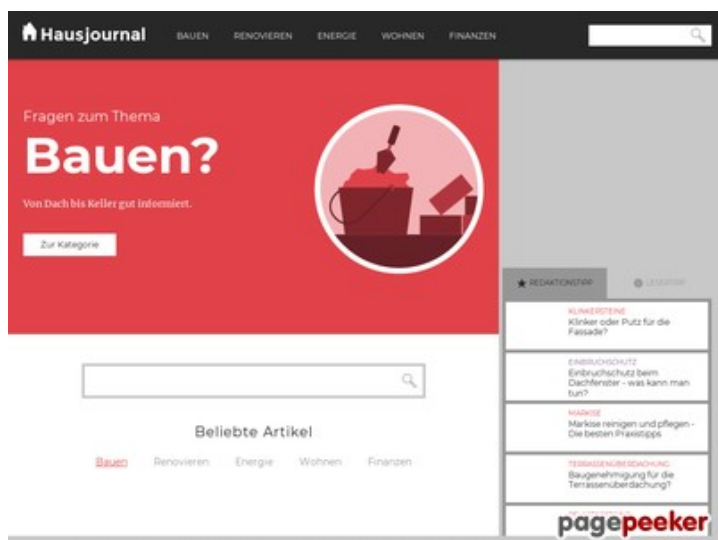 Hausjournal
BAUEN RENOVIEREN ENERGIE WOHNEN FINANZEN
Fragen zum Thema
Bauen?
Von Dach bis Keller gut informiert.
Zur Kategorie
REDAKTIONSTIPP
KLINKERSTEINE
Klinker oder Putz für die
Fassade?
EINBRUCHSCHUTZ
Einbruchschutz beim
Dachfenster - was kann man
tun?
MARKISE
Markise reinigen und pflegen -
Die besten Praxistipps
TERRASSENÜBERDACHUNG
Baugenehmigung für die
Terrassenüberdachung?
Beliebte Artikel
Bauen Renovieren Energie Wohnen Finanzen
pagepeeker